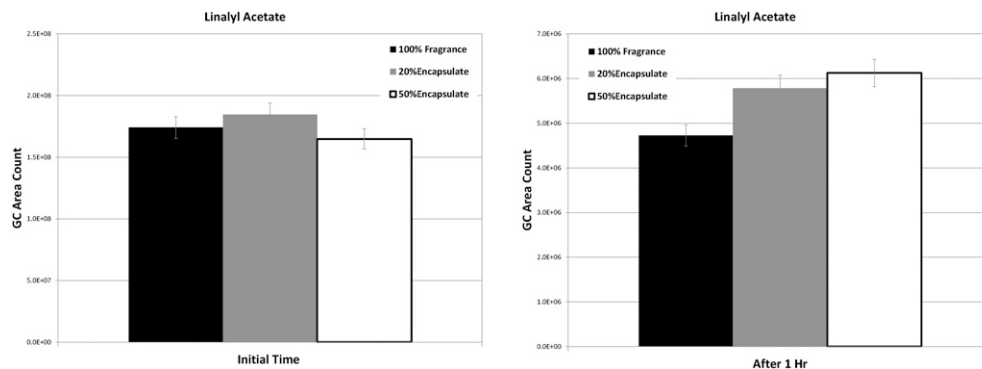 Linalyl Acetate
2.5E+08
2.0E+08
1.5E+08
1.0E+08
5.0E+07
0.0E+00
GC Area Count
100% Fragrance
20%Encapsulate
50%Encapsulate
Initial Time
Linalyl Acetate
7.0E+06
6.0E+06
5.0E+06
4.0E+06
3.0E+06
2.0E+06
1.0E+06
0.0E+00
GC Area Count
100% Fragrance
20%Encapsulate
50%Encapsulate
After 1 Hr